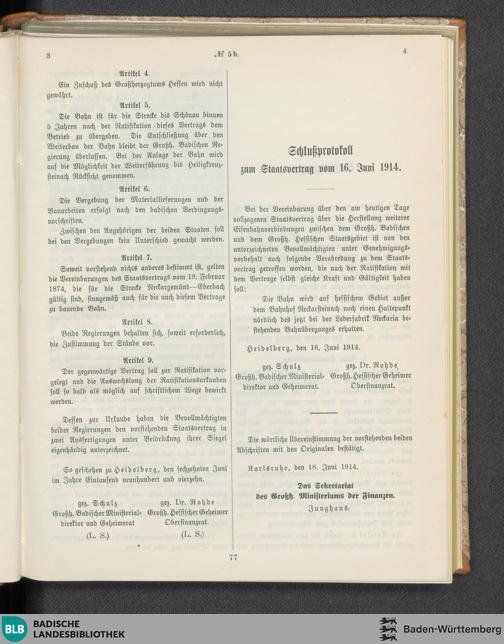 3
№ 5b.
4
Artikel 4.
Ein Zuschuß des Großherzogtums Hessen wird nicht
gewährt.
Artikel 5.
Die Bahn ist für die Strecke bis Schönau binnen
5 Jahren nach der Ratifikation dieses Vertrags dem
Betrieb zu übergeben. Die Entschließung über den
Weiterbau der Bahn bleibt der Großh. Badischen Re-
gierung überlassen. Bei der Anlage der Bahn wird
auf die Möglichkeit der Weiterführung bis Heiligkreuz-
steinach Rücksicht genommen.
Artikel 6.
Die Vergebung der Materiallieferungen und der
Bauarbeiten erfolgt nach den badischen Verdingungs-
vorschriften.
Zwischen den Angehörigen der beiden Staaten soll
bei den Vergebungen kein Unterschied gemacht werden.
Artikel 7.
Soweit vorstehend nichts anderes bestimmt ist, gelten
die Vereinbarungen des Staatsvertrags vom 19. Februar
1874, die für die Strecke Neckargemünd—Eberbach
gültig sind, sinngemäß auch für die nach diesem Vertrage
zu bauende Bahn.
Artikel 8.
Beide Regierungen behalten sich, soweit erforderlich,
die Zustimmung der Stände vor.
Artikel 9.
Der gegenwärtige Vertrag soll zur Ratifikation vor-
gelegt und die Auswechslung der Ratifikationsurkunden
soll so bald als möglich auf schriftlichem Wege bewirkt
werden.
Dessen zur Urkunde haben die Bevollmächtigten
beider Regierungen den vorstehenden Staatsvertrag in
zwei Ausfertigungen unter Beidrückung ihrer Siegel
eigenhändig unterzeichnet.
So geschehen zu Heidelberg, den sechzehnten Juni
im Jahre Eintausend neunhundert und vierzehn.
gez. Schulz
Großh. Badischer Ministerial-
direktor und Geheimerat
(L. S.)
gez. Dr. Rohde
Großh. Hessischer Geheimer
Oberfinanzrat.
(L. S.)
Schlußprotokoll
zum Staatsvertrag vom 16. Juni 1914.
Bei der Vereinbarung über den am heutigen Tage
vollzogenen Staatsvertrag über die Herstellung weiterer
Eisenbahnverbindungen zwischen dem Großh. Badischen
und dem Großh. Hessischen Staatsgebiet ist von den
unterzeichneten Bevollmächtigten unter Genehmigungs-
vorbehalt noch folgende Verabredung zu dem Staats-
vertrag getroffen worden, die nach der Ratifikation mit
dem Vertrage selbst gleiche Kraft und Gültigkeit haben
soll:
Die Bahn wird auf hessischem Gebiet außer
dem Bahnhof Neckarsteinach noch einen Haltepunkt
nördlich des jetzt bei der Lederfabrik Neckaria be-
stehenden Bahnüberganges erhalten.
Heidelberg, den 16. Juni 1914.
gez. Schulz
Großh. Badischer Ministerial-
direktor und Geheimerat.
gez. Dr. Rohde
Großh. Hessischer Geheimer
Oberfinanzrat.
Die wörtliche Übereinstimmung der vorstehenden beiden
Abschriften mit den Originalen bestätigt.
Karlsruhe, den 18. Juni 1914.
Das Sekretariat
des Großh. Ministeriums der Finanzen.
Junghans.
77
BLB
BADISCHE
LANDESBIBLIOTHEK
Baden-Württemberg